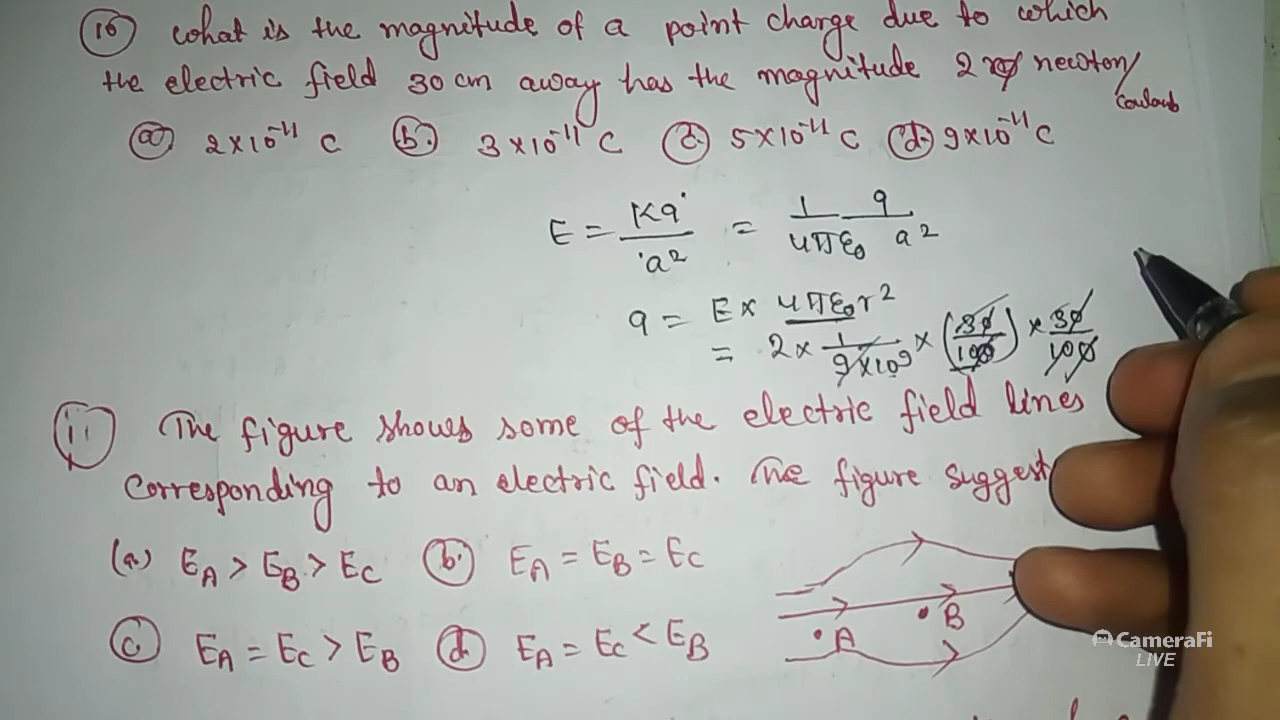 10 What is the magnitude of a point charge due to which
the electric field 30 cm away has the magnitude 2 newton/
coulomb
a. 2×10⁻¹¹ C b. 3×10⁻¹¹ C c. 5×10⁻¹¹ C d. 9×10⁻¹¹ C
E = Kq/a² = 1/4πε₀ q/a²
q = E× 4πε₀r²
= 2× 1/9×10⁹ × (30/100) × 30/100
11 The figure shows some of the electric field lines
corresponding to an electric field. The figure suggest
(a.) E_A > E_B > E_C b. E_A = E_B = E_C
c. E_A = E_C > E_B d. E_A = E_C < E_B
A B
CameraFi
LIVE